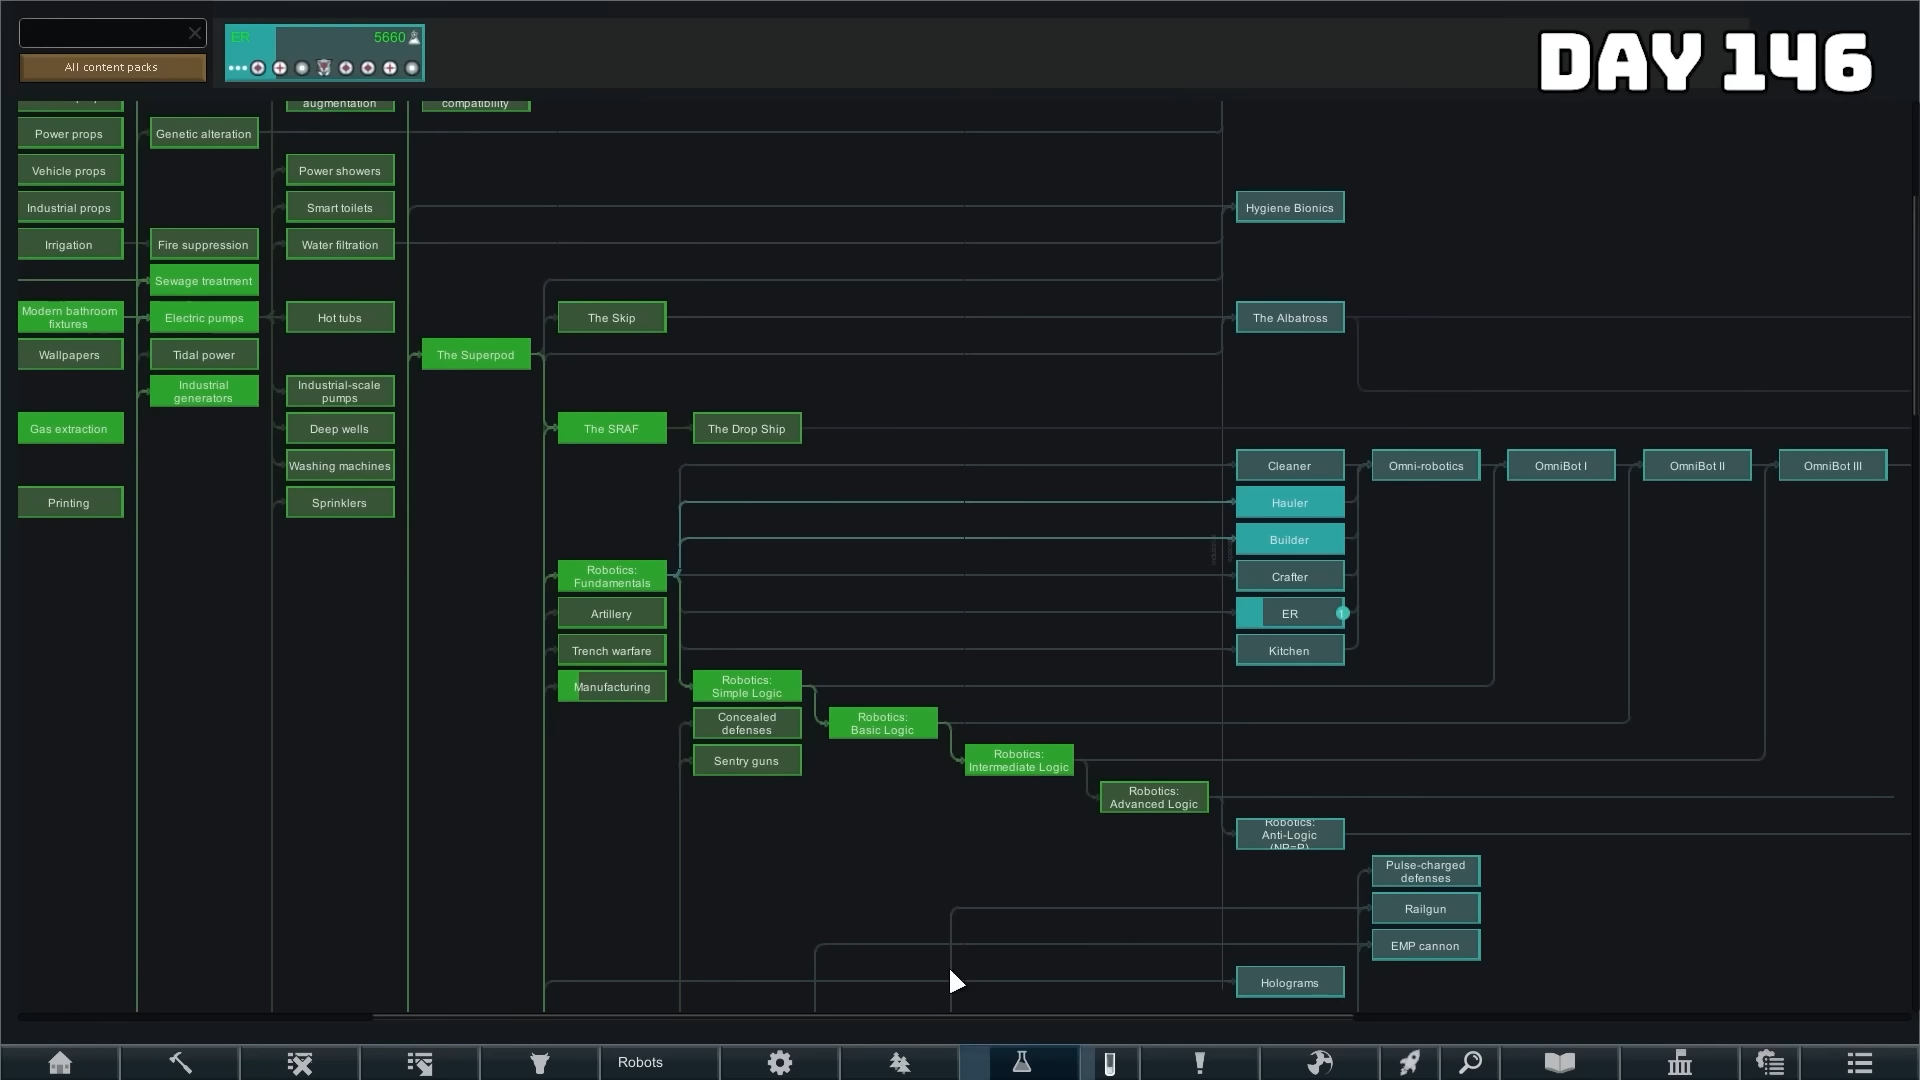 ER 5660
DAY 146
All content packs
augmentation
compatibility
Power props
Genetic alteration
Vehicle props
Power showers
Industrial props
Smart toilets
Hygiene Bionics
Irrigation
Fire suppression
Water filtration
Sewage treatment
Modern bathroom
fixtures
Electric pumps
Hot tubs
The Skip
The Albatross
Wallpapers
Tidal power
The Superpod
Industrial
generators
Industrial-scale
pumps
Gas extraction
Deep wells
The SRAF
The Drop Ship
Washing machines
Cleaner
Omni-robotics
OmniBot I
OmniBot II
OmniBot III
Printing
Sprinklers
Hauler
Builder
Robotics:
Fundamentals
Crafter
Artillery
ER
1
Trench warfare
Kitchen
Manufacturing
Robotics:
Simple Logic
Concealed
defenses
Robotics:
Basic Logic
Sentry guns
Robotics:
Intermediate Logic
Robotics:
Advanced Logic
Robotics:
Anti-Logic
(NP=P)
Pulse-charged
defenses
Railgun
EMP cannon
Holograms
Robots